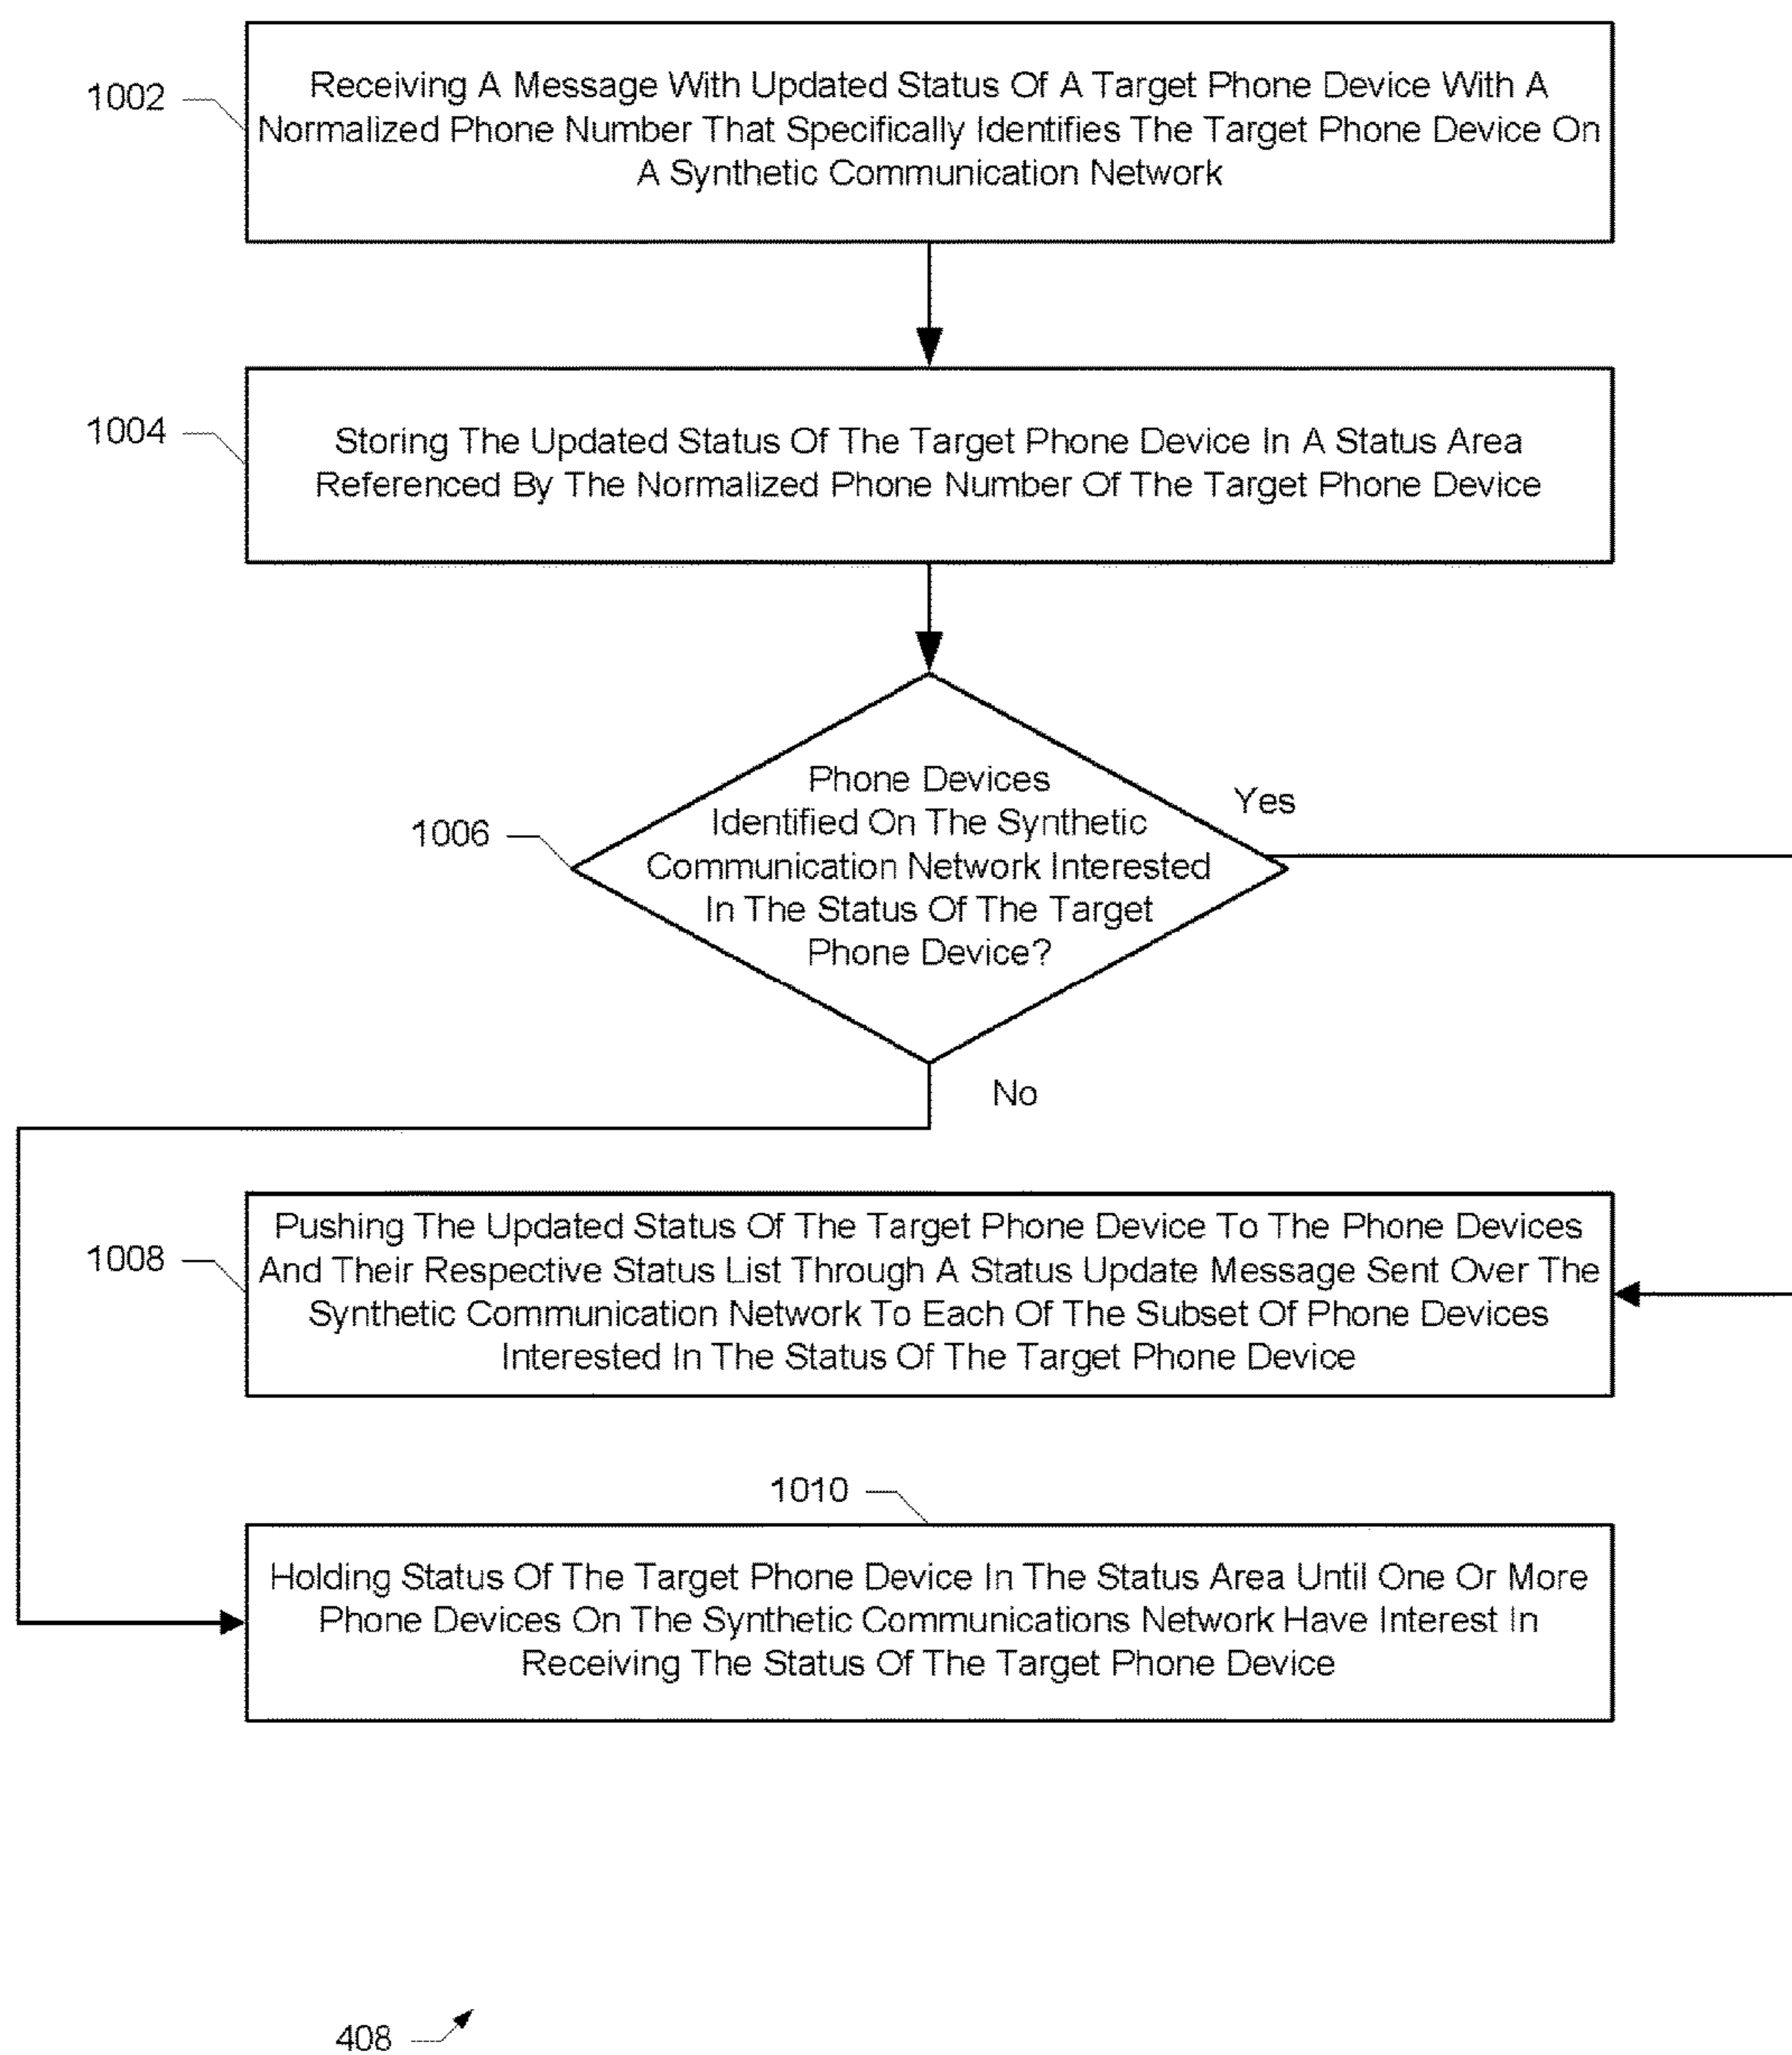 1002
Receiving A Message With Updated Status Of A Target Phone Device With A
Normalized Phone Number That Specifically Identifies The Target Phone Device On
A Synthetic Communication Network
1004
Storing The Updated Status Of The Target Phone Device In A Status Area
Referenced By The Normalized Phone Number Of The Target Phone Device
1006
Phone Devices
Identified On The Synthetic
Communication Network Interested
In The Status Of The Target
Phone Device?
Yes
No
1008
Pushing The Updated Status Of The Target Phone Device To The Phone Devices
And Their Respective Status List Through A Status Update Message Sent Over The
Synthetic Communication Network To Each Of The Subset Of Phone Devices
Interested In The Status Of The Target Phone Device
1010
Holding Status Of The Target Phone Device In The Status Area Until One Or More
Phone Devices On The Synthetic Communications Network Have Interest In
Receiving The Status Of The Target Phone Device
408